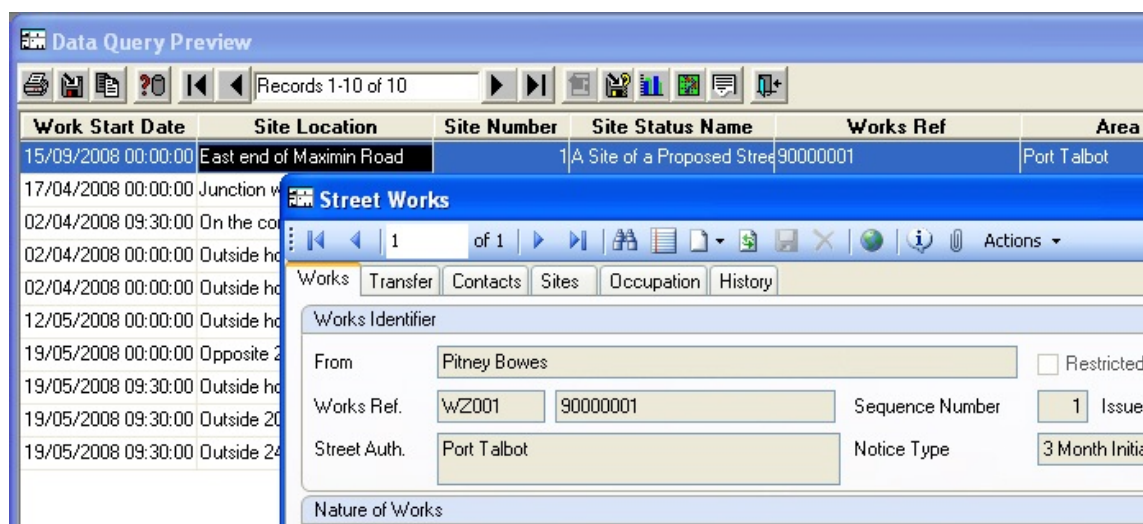 Data Query Preview
Records 1-10 of 10
Work Start Date Site Location Site Number Site Status Name Works Ref Area
15/09/2008 00:00:00 East end of Maximin Road 1 A Site of a Proposed Stree 90000001 Port Talbot
17/04/2008 00:00:00 Junction w
02/04/2008 09:30:00 On the co
02/04/2008 00:00:00 Outside ho
02/04/2008 00:00:00 Outside ho
12/05/2008 00:00:00 Outside ho
19/05/2008 00:00:00 Opposite 2
19/05/2008 09:30:00 Outside ho
19/05/2008 09:30:00 Outside 20
19/05/2008 09:30:00 Outside 24
Street Works
1 of 1 Actions
Works Transfer Contacts Sites Occupation History
Works Identifier
From Pitney Bowes Restricted
Works Ref. WZ001 90000001 Sequence Number 1 Issue
Street Auth. Port Talbot Notice Type 3 Month Initia
Nature of Works